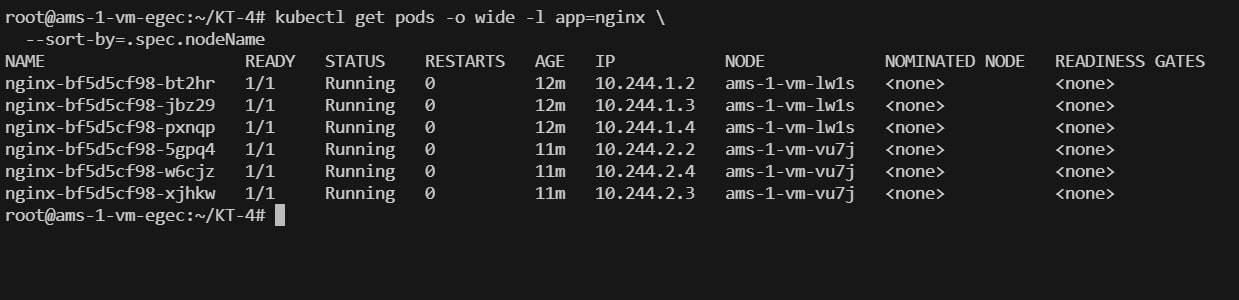 root@ams-1-vm-egec:~/KT-4# kubectl get pods -o wide -l app=nginx \
  --sort-by=.spec.nodeName
NAME                    READY   STATUS    RESTARTS   AGE   IP           NODE            NOMINATED NODE   READINESS GATES
nginx-bf5d5cf98-bt2hr   1/1     Running   0          12m   10.244.1.2   ams-1-vm-lw1s   <none>           <none>
nginx-bf5d5cf98-jbz29   1/1     Running   0          12m   10.244.1.3   ams-1-vm-lw1s   <none>           <none>
nginx-bf5d5cf98-pxnqp   1/1     Running   0          12m   10.244.1.4   ams-1-vm-lw1s   <none>           <none>
nginx-bf5d5cf98-5gpq4   1/1     Running   0          11m   10.244.2.2   ams-1-vm-vu7j   <none>           <none>
nginx-bf5d5cf98-w6cjz   1/1     Running   0          11m   10.244.2.4   ams-1-vm-vu7j   <none>           <none>
nginx-bf5d5cf98-xjhkw   1/1     Running   0          11m   10.244.2.3   ams-1-vm-vu7j   <none>           <none>
root@ams-1-vm-egec:~/KT-4#